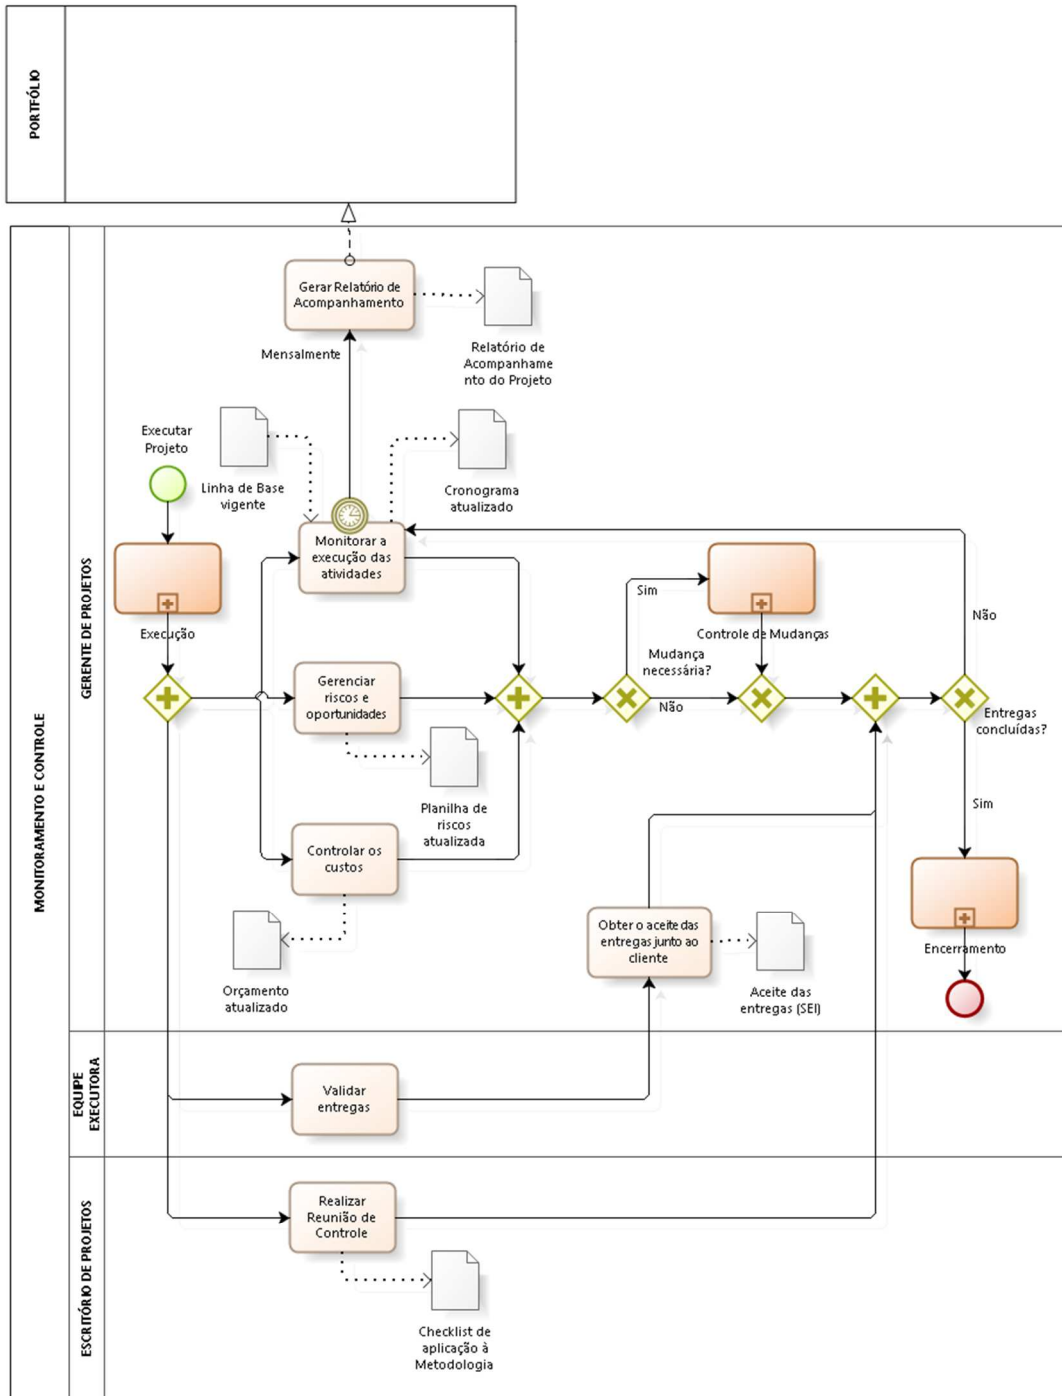 PORTFÓLIO
MONITORAMENTO E CONTROLE
GERENTE DE PROJETOS
Gerar Relatório de
Acompanhamento
Mensalmente
Relatório de
Acompanhame
nto do Projeto
Executar
Projeto
Linha de Base
vigente
Cronograma
atualizado
Monitorar a
execução das
atividades
Execução
Sim
Controle de Mudanças
Mudança
necessária?
Não
Não
Gerenciar
riscos e
oportunidades
Entregas
concluídas?
Planilha de
riscos
atualizada
Sim
Controlar os
custos
Orçamento
atualizado
Obter o aceite das
entregas junto ao
cliente
Aceite das
entregas (SEI)
Encerramento
EQUIPE
EXECUTORA
Validar
entregas
ESCRITÓRIO DE PROJETOS
Realizar
Reunião de
Controle
Checklist de
aplicação à
Metodologia